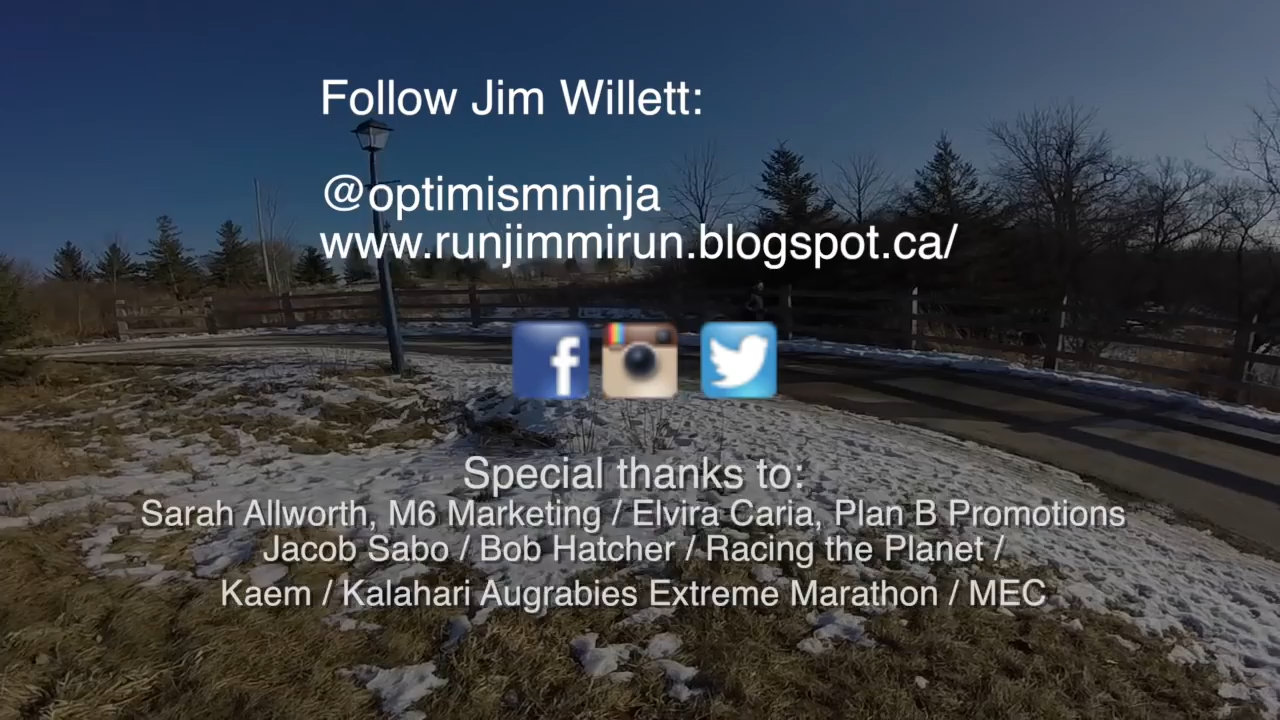 Follow Jim Willett:
@optimismninja
www.runjimmirun.blogspot.ca/
Special thanks to:
Sarah Allworth, M6 Marketing / Elvira Caria, Plan B Promotions
Jacob Sabo / Bob Hatcher / Racing the Planet /
Kaem / Kalahari Augrabies Extreme Marathon / MEC